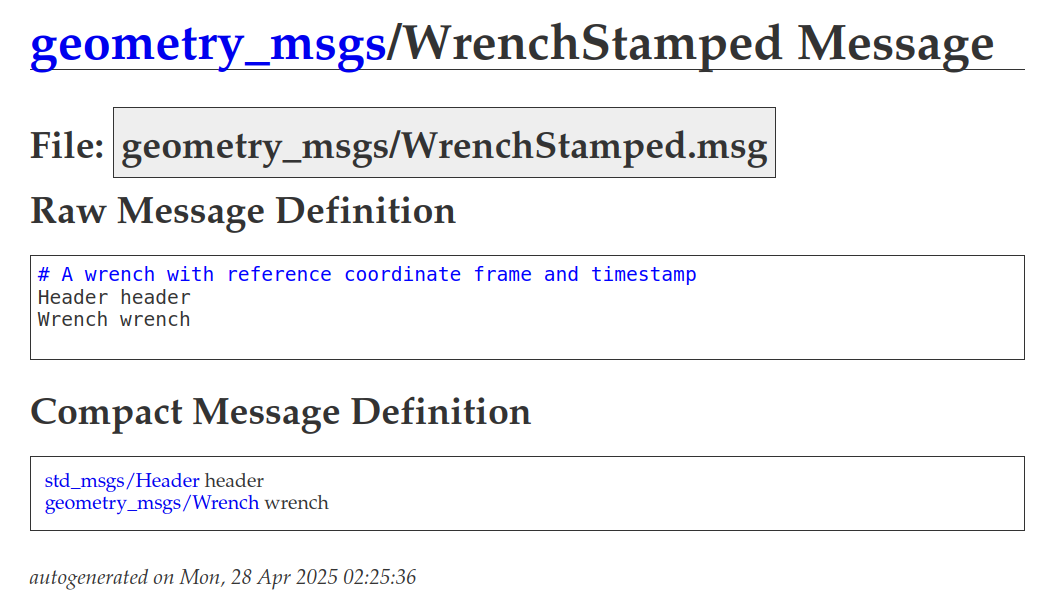 geometry_msgs/WrenchStamped Message
File: geometry_msgs/WrenchStamped.msg
Raw Message Definition
# A wrench with reference coordinate frame and timestamp
Header header
Wrench wrench
Compact Message Definition
std_msgs/Header header
geometry_msgs/Wrench wrench
autogenerated on Mon, 28 Apr 2025 02:25:36